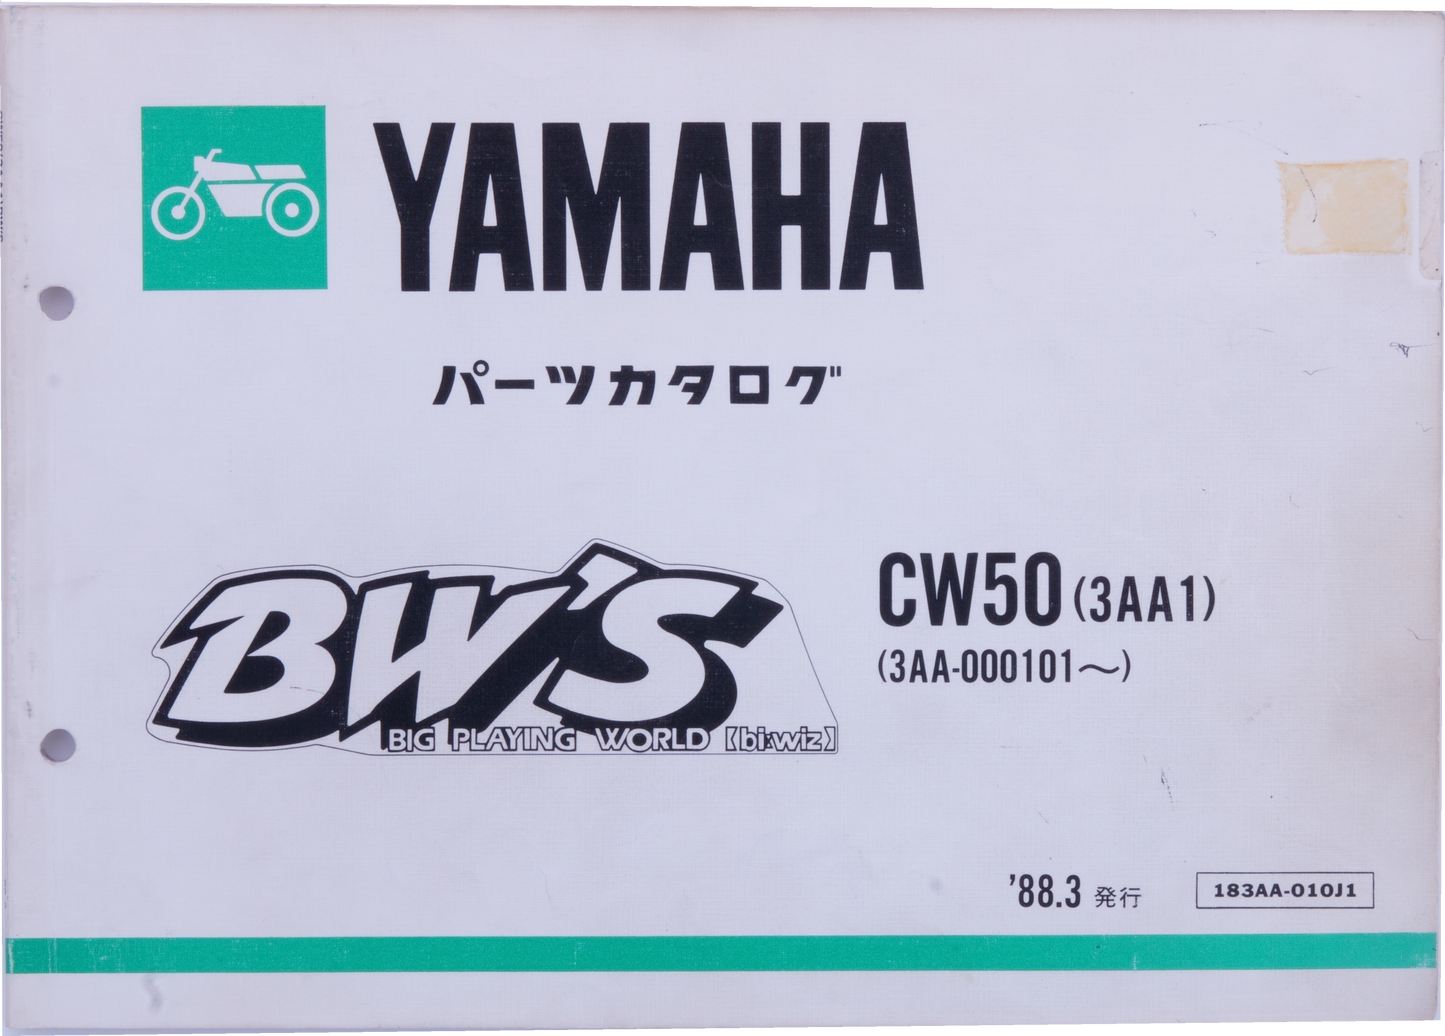 YAMAHA
パーツカタログ
BW'S
BIG PLAYING WORLD【bi:wiz】
CW50 (3AA1)
(3AA-000101～)
'88.3 発行
183AA-010J1